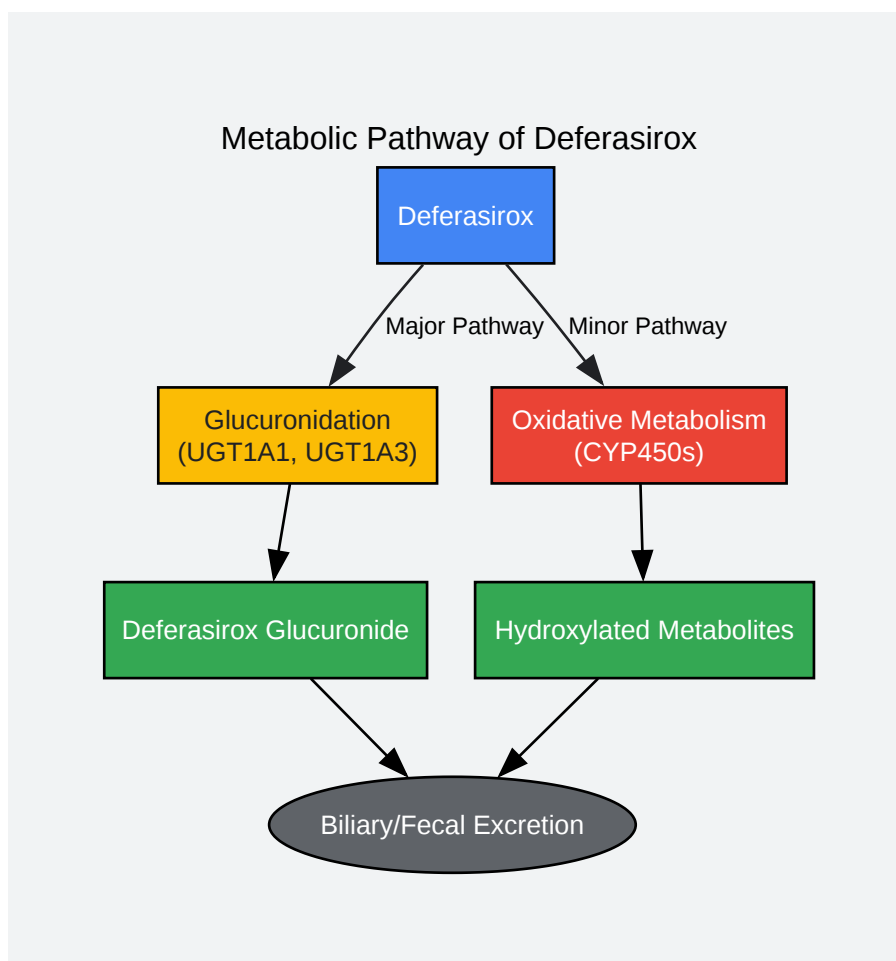 Metabolic Pathway of Deferasirox
Deferasirox
Major Pathway
Minor Pathway
Glucuronidation
(UGT1A1, UGT1A3)
Oxidative Metabolism
(CYP450s)
Deferasirox Glucuronide
Hydroxylated Metabolites
Biliary/Fecal Excretion